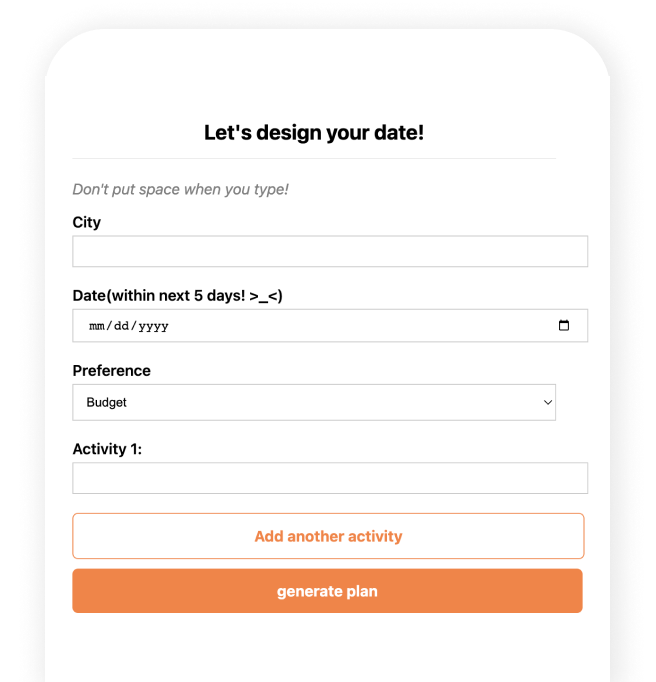 Let's design your date!
Don't put space when you type!
City
Date(within next 5 days! >_<)
mm/dd/yyyy
Preference
Budget
Activity 1:
Add another activity
generate plan